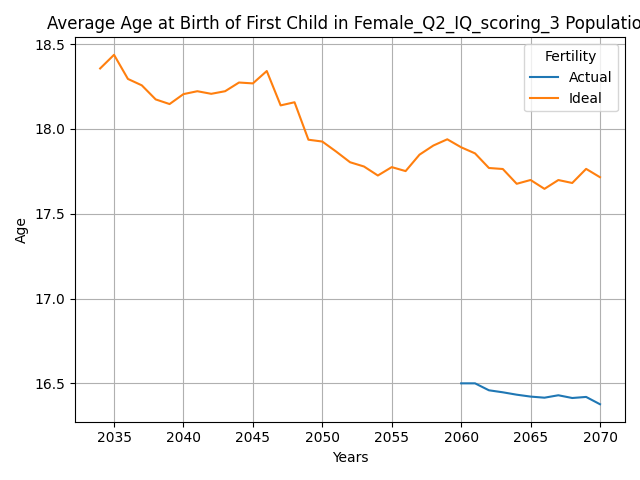 Average Age at Birth of First Child in Female_Q2_IQ_scoring_3 Populatio
Fertility
Actual
Ideal
18.5
18.0
17.5
17.0
16.5
Age
2035 2040 2045 2050 2055 2060 2065 2070
Years